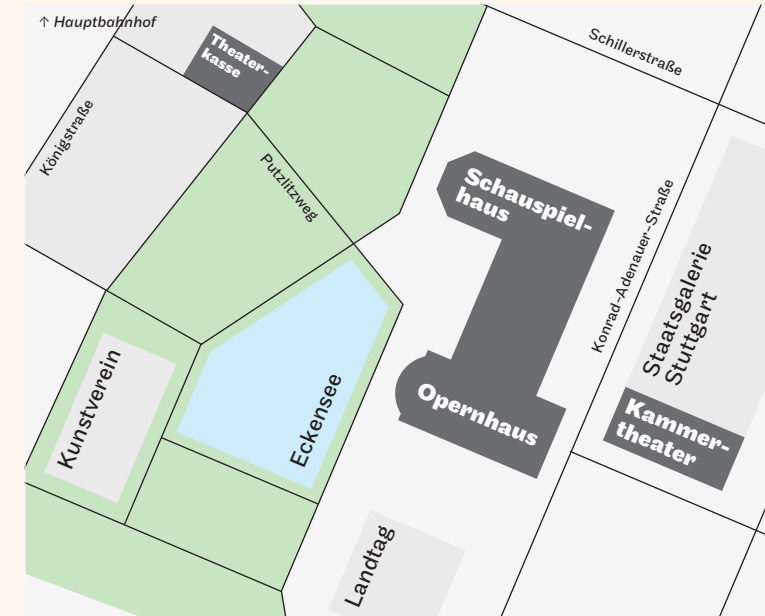 ↑ Hauptbahnhof
Theater-
kasse
Schillerstraße
Königstraße
Putzlitzweg
Schauspiel-
haus
Konrad-Adenauer-Straße
Staatsgalerie
Stuttgart
Kunstverein
Eckensee
Opernhaus
Kammer-
theater
Landtag